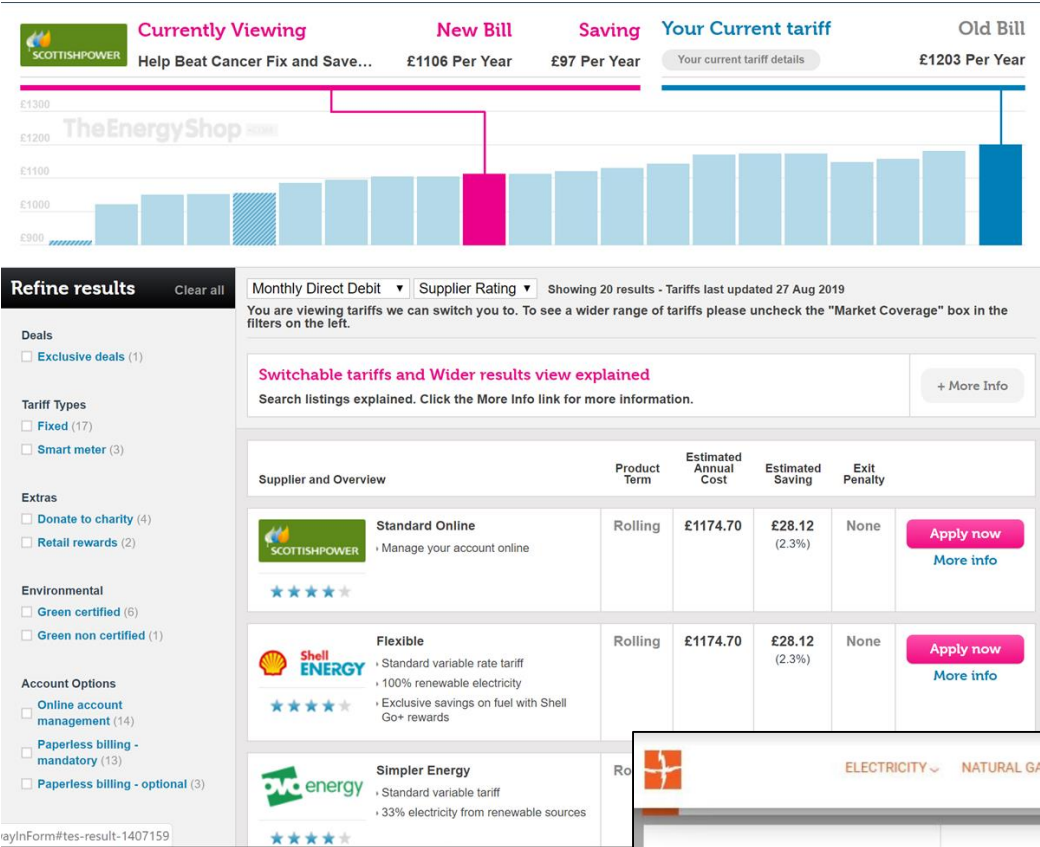 SCOTTISHPOWER
Currently Viewing New Bill Saving
Help Beat Cancer Fix and Save... £1106 Per Year £97 Per Year
Your Current tariff Old Bill
Your current tariff details £1203 Per Year
£1300
TheEnergyShop
£1200
£1100
£1000
£900
Refine results Clear all
Deals
Exclusive deals (1)
Tariff Types
Fixed (17)
Smart meter (3)
Extras
Donate to charity (4)
Retail rewards (2)
Environmental
Green certified (6)
Green non certified (1)
Account Options
Online account
management (14)
Paperless billing -
mandatory (13)
Paperless billing - optional (3)
ayInForm#tes-result-1407159
Monthly Direct Debit Supplier Rating Showing 20 results - Tariffs last updated 27 Aug 2019
You are viewing tariffs we can switch you to. To see a wider range of tariffs please uncheck the "Market Coverage" box in the
filters on the left.
Switchable tariffs and Wider results view explained
Search listings explained. Click the More Info link for more information.
+ More Info
Supplier and Overview Product Term Estimated Annual Cost Estimated Saving Exit Penalty
SCOTTISHPOWER
Standard Online Rolling £1174.70 £28.12 None Apply now
Manage your account online (2.3%)
More info
Shell ENERGY
Flexible Rolling £1174.70 £28.12 None Apply now
Standard variable rate tariff (2.3%)
100% renewable electricity More info
Exclusive savings on fuel with Shell
Go+ rewards
ovo energy
Simpler Energy Ro
Standard variable tariff
33% electricity from renewable sources
ELECTRICITY NATURAL GA